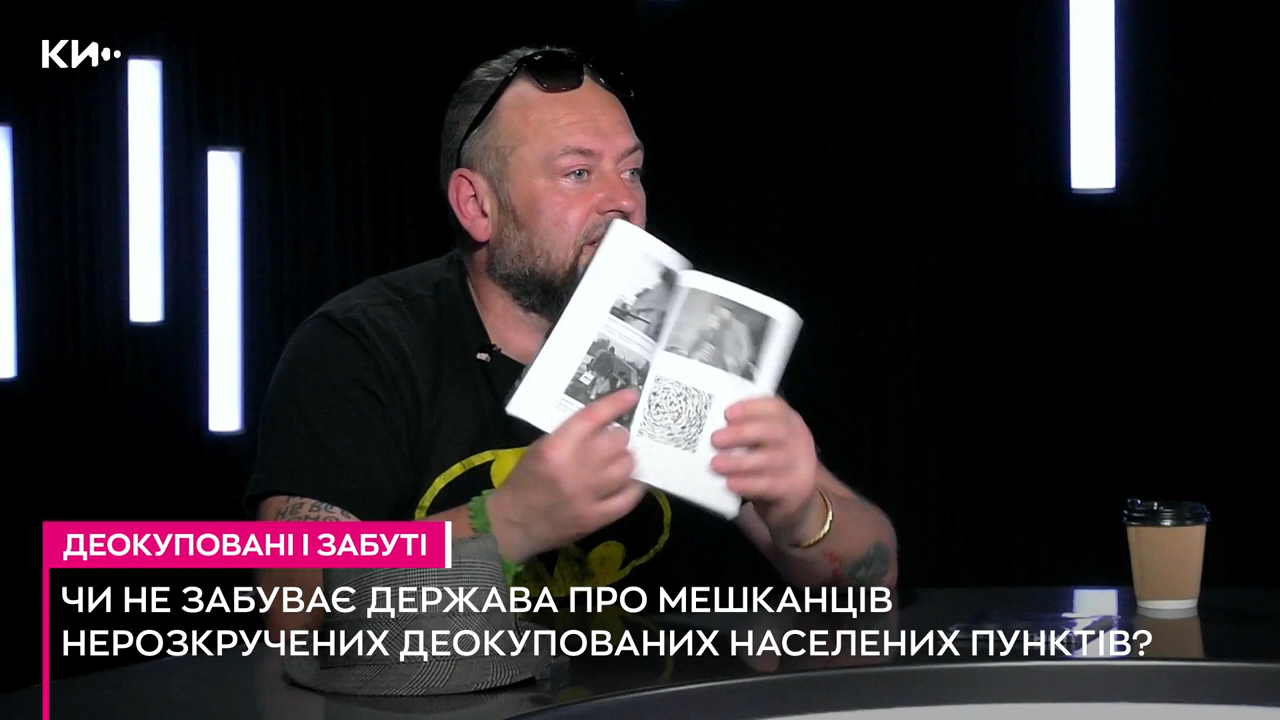 КИ
ДЕОКУПОВАНІ І ЗАБУТІ
ЧИ НЕ ЗАБУВАЄ ДЕРЖАВА ПРО МЕШКАНЦІВ
НЕРОЗКРУЧЕНИХ ДЕОКУПОВАНИХ НАСЕЛЕНИХ ПУНКТІВ?